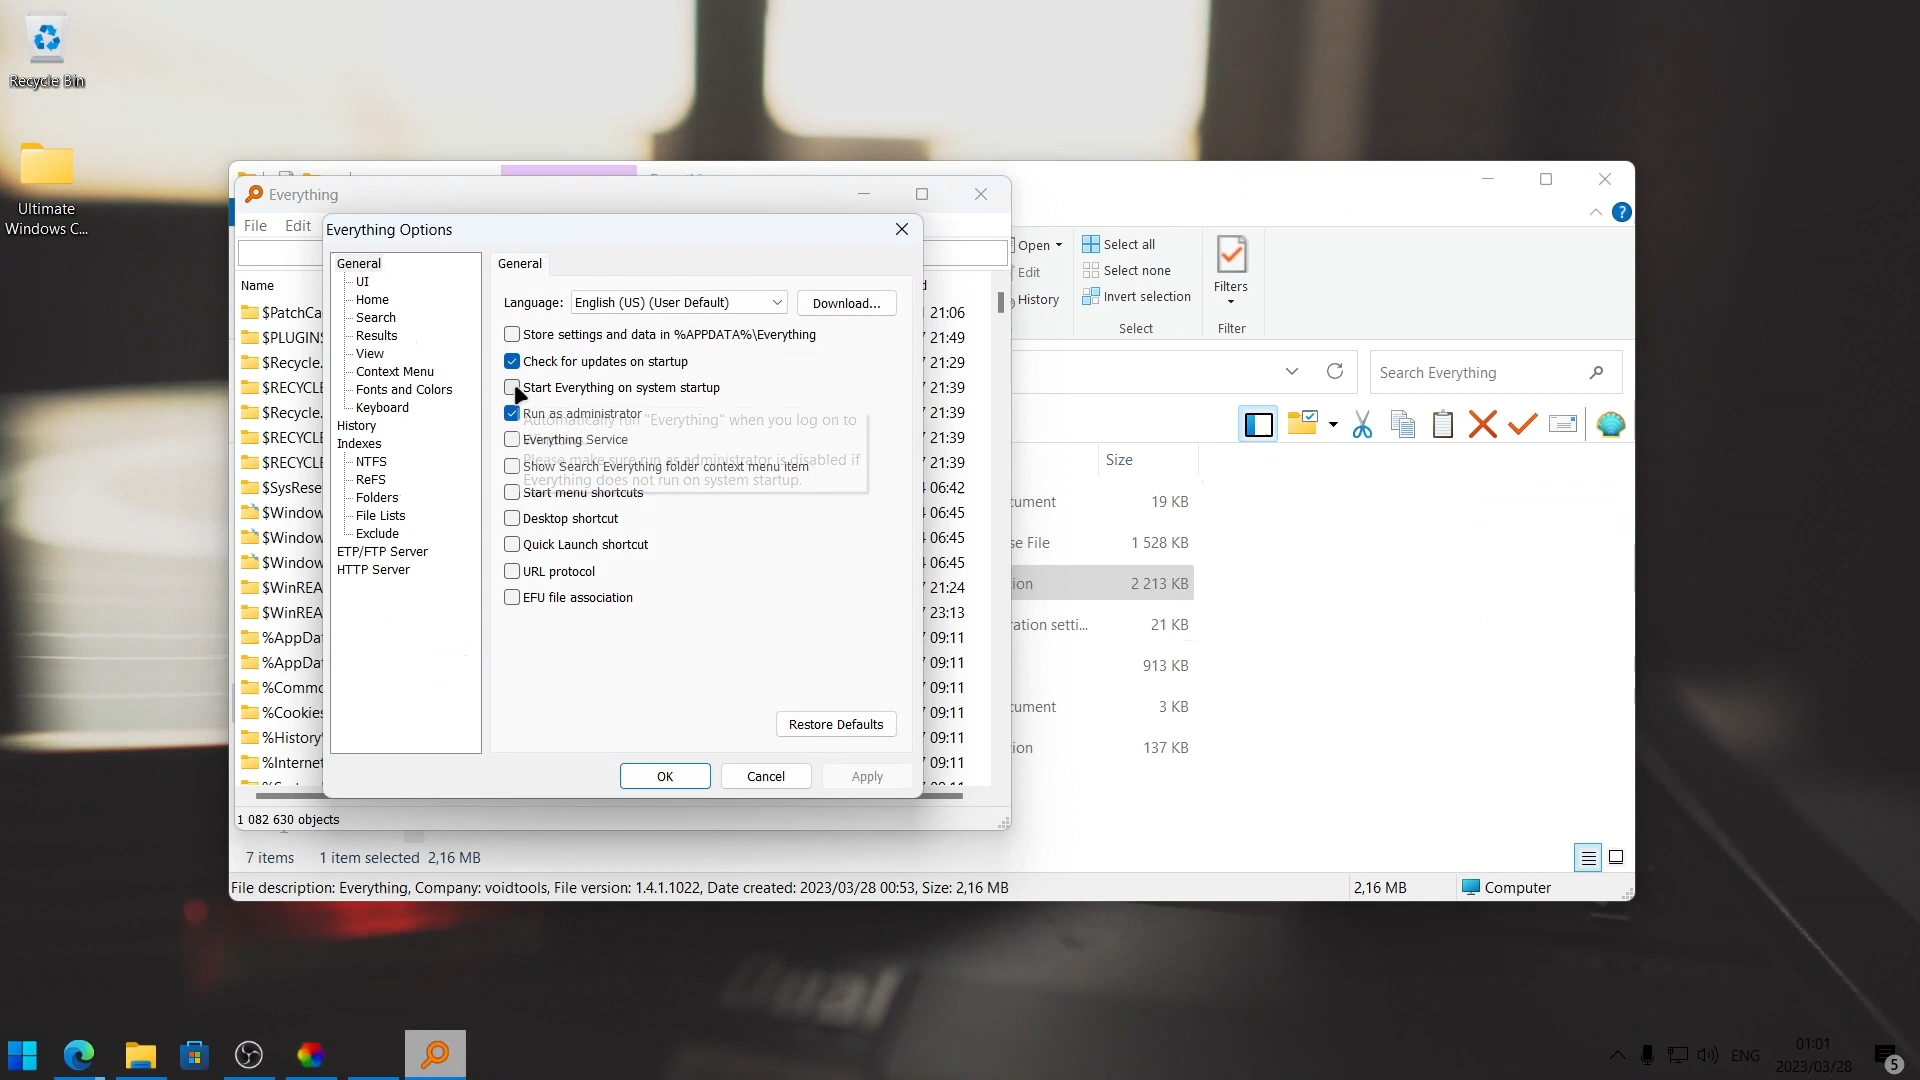 Recycle Bin
Ultimate
Windows C...
Everything
File
Edit
Everything Options
General
UI
Home
Search
Results
View
Context Menu
Fonts and Colors
Keyboard
History
Indexes
NTFS
ReFS
Folders
File Lists
Exclude
ETP/FTP Server
HTTP Server
General
Language:
English (US) (User Default)
Download...
Store settings and data in %APPDATA%\Everything
Check for updates on startup
Start Everything on system startup
Run as administrator
Everything Service
Show Search Everything folder context menu item
Start menu shortcuts
Desktop shortcut
Quick Launch shortcut
URL protocol
EFU file association
Automatically run "Everything" when you log on to
Please make sure run as administrator is disabled if
Everything does not run on system startup.
Restore Defaults
OK
Cancel
Apply
Name
$PatchCa
21:06
$PLUGINS
21:49
$Recycle.
21:29
$RECYCLE
21:39
$Recycle.
21:39
$RECYCLE
21:39
$RECYCLE
21:39
$SysRese
06:42
$Window
06:45
$Window
06:45
$Window
06:45
$WinREA
21:24
$WinREA
23:13
%AppDat
09:11
%AppDat
09:11
%Commo
09:11
%Cookies
09:11
%History
09:11
%Internet
09:11
1 082 630 objects
Open
Edit
History
Select all
Select none
Invert selection
Select
Filters
Filter
Search Everything
Size
cument
19 KB
se File
1 528 KB
ion
2 213 KB
ration setti...
21 KB
913 KB
cument
3 KB
ion
137 KB
7 items
1 item selected 2,16 MB
File description: Everything, Company: voidtools, File version: 1.4.1.1022, Date created: 2023/03/28 00:53, Size: 2,16 MB
2,16 MB
Computer
Dual
ENG
01:01
2023/03/28
5